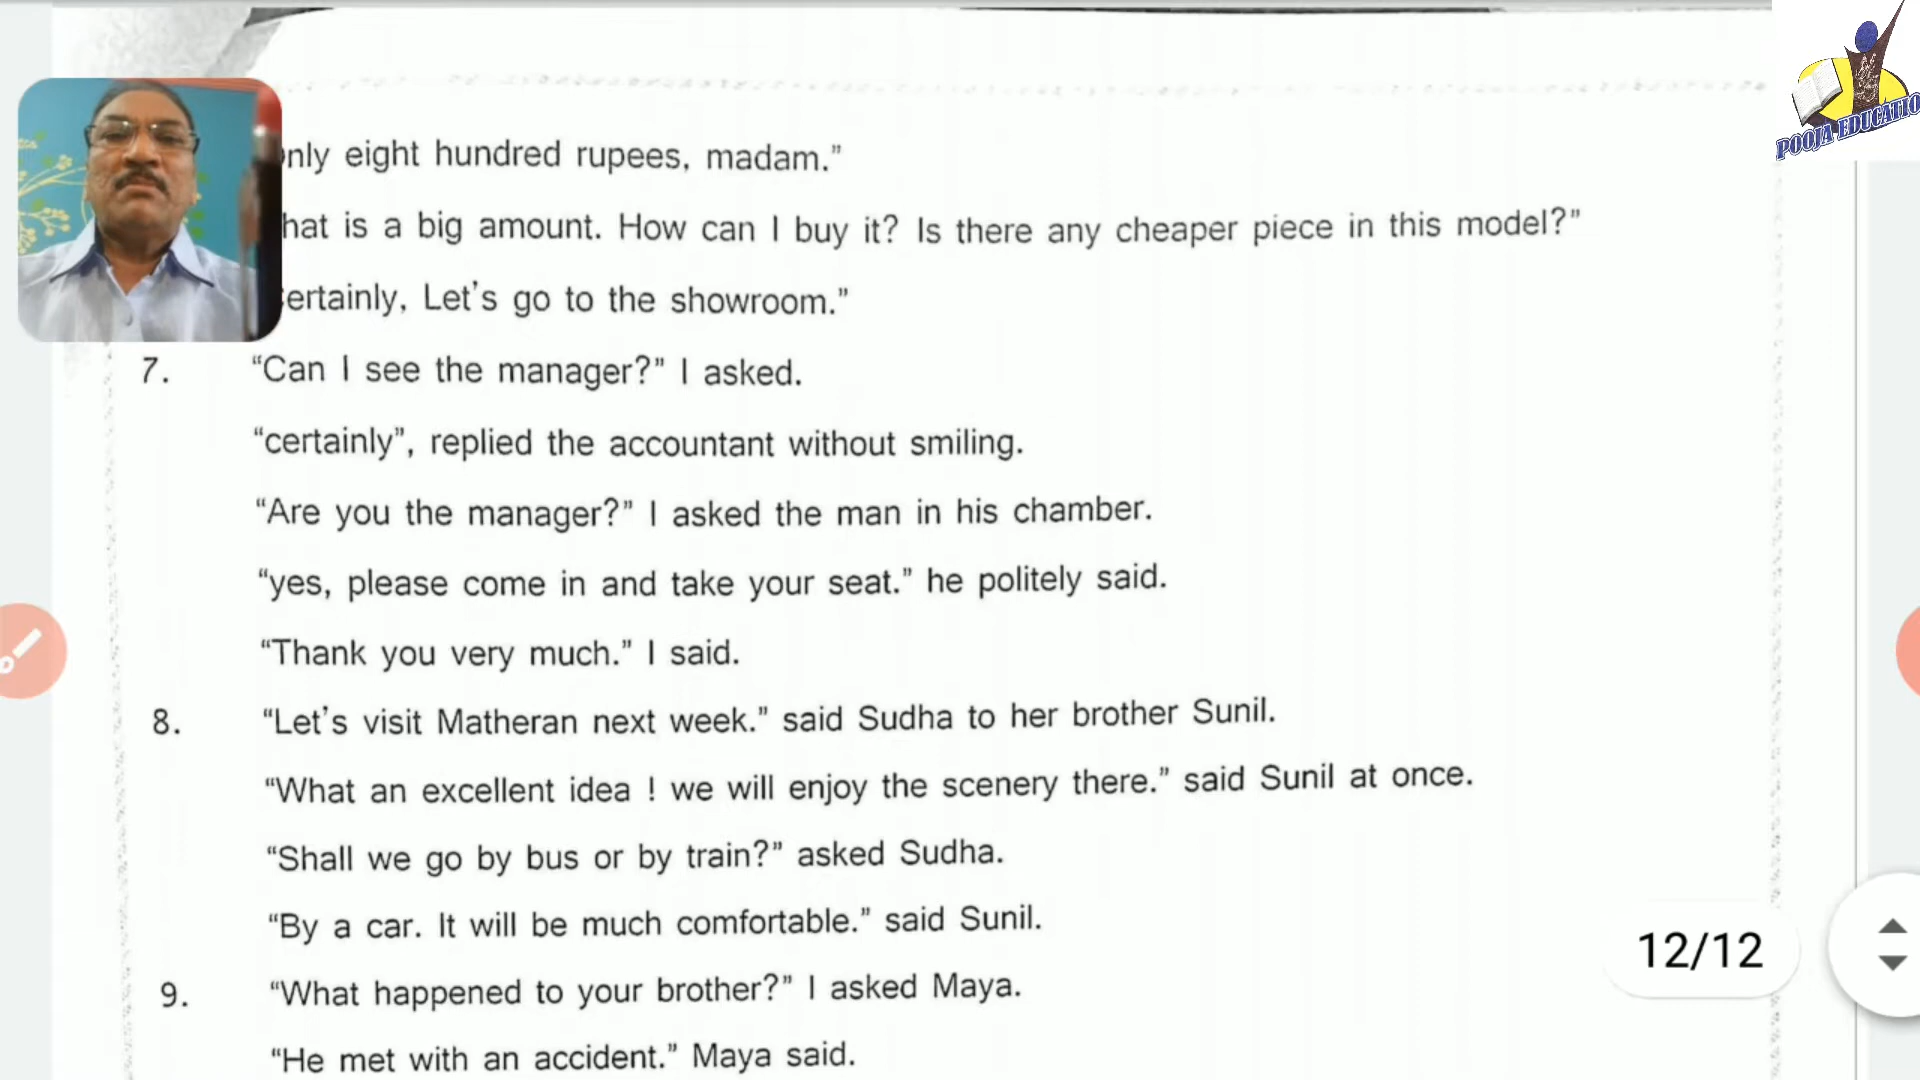 POOJA EDUCATIO
nly eight hundred rupees, madam.”
hat is a big amount. How can I buy it? Is there any cheaper piece in this model?”
ertainly, Let’s go to the showroom.”
7. “Can I see the manager?” I asked.
“certainly”, replied the accountant without smiling.
“Are you the manager?” I asked the man in his chamber.
“yes, please come in and take your seat.” he politely said.
“Thank you very much.” I said.
8. “Let’s visit Matheran next week.” said Sudha to her brother Sunil.
“What an excellent idea ! we will enjoy the scenery there.” said Sunil at once.
“Shall we go by bus or by train?” asked Sudha.
“By a car. It will be much comfortable.” said Sunil.
12/12
9. “What happened to your brother?” I asked Maya.
“He met with an accident.” Maya said.